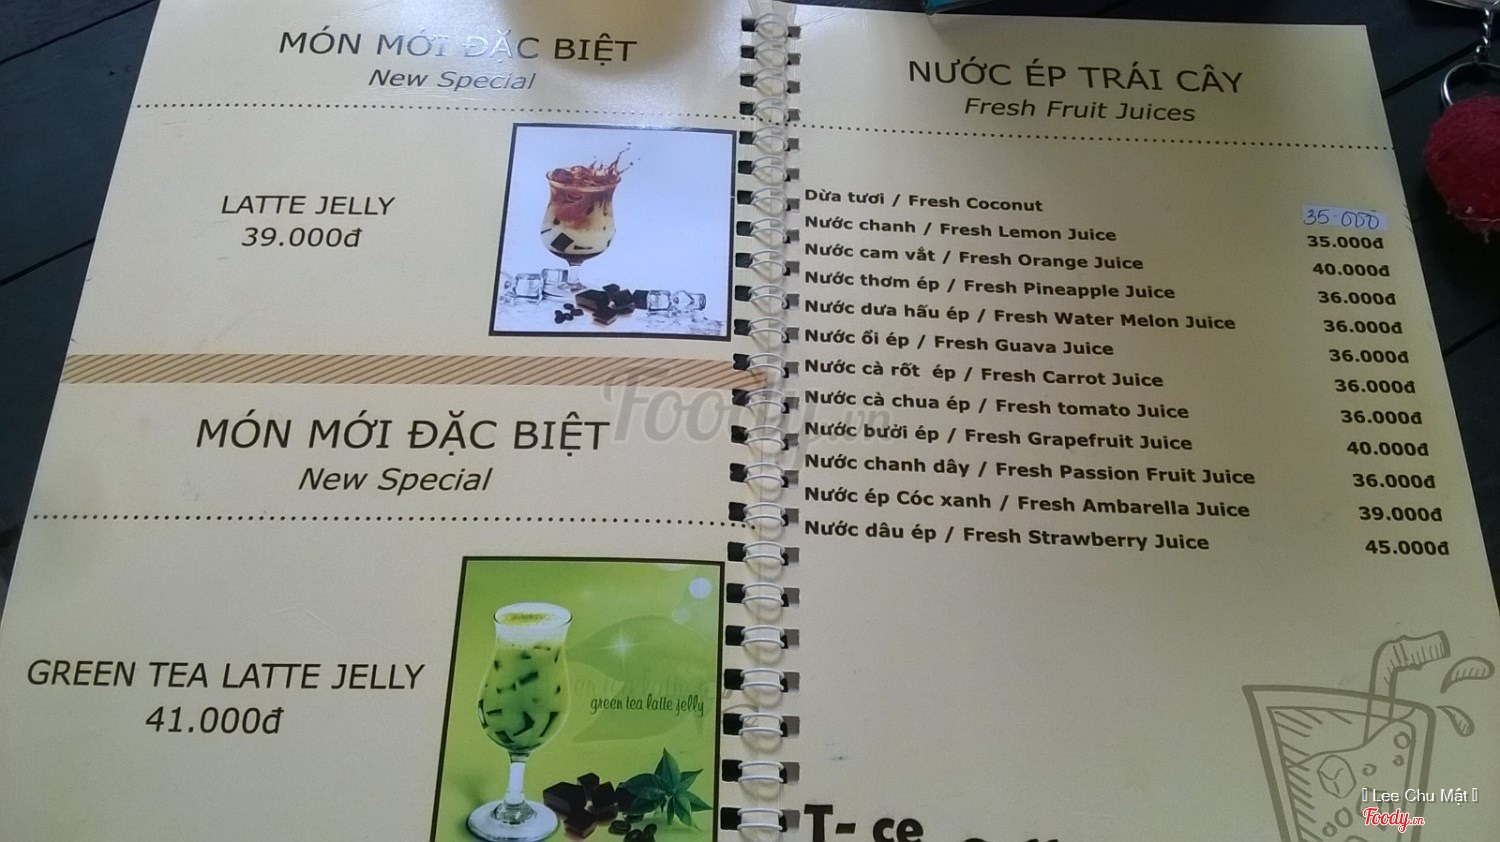 MÓN MỚI ĐẶC BIỆT
New Special
LATTE JELLY
39.000đ
MÓN MỚI ĐẶC BIỆT
New Special
GREEN TEA LATTE JELLY
41.000đ
green tea latte jelly
NƯỚC ÉP TRÁI CÂY
Fresh Fruit Juices
Dừa tươi / Fresh Coconut 35.000
Nước chanh / Fresh Lemon Juice 35.000đ
Nước cam vắt / Fresh Orange Juice 40.000đ
Nước thơm ép / Fresh Pineapple Juice 36.000đ
Nước dưa hấu ép / Fresh Water Melon Juice 36.000đ
Nước ổi ép / Fresh Guava Juice 36.000đ
Nước cà rốt ép / Fresh Carrot Juice 36.000đ
Nước cà chua ép / Fresh tomato Juice 36.000đ
Nước bưởi ép / Fresh Grapefruit Juice 40.000đ
Nước chanh dây / Fresh Passion Fruit Juice 36.000đ
Nước ép Cóc xanh / Fresh Ambarella Juice 39.000đ
Nước dâu ép / Fresh Strawberry Juice 45.000đ
Foody.vn
Lee Chu Mật
Foody.vn